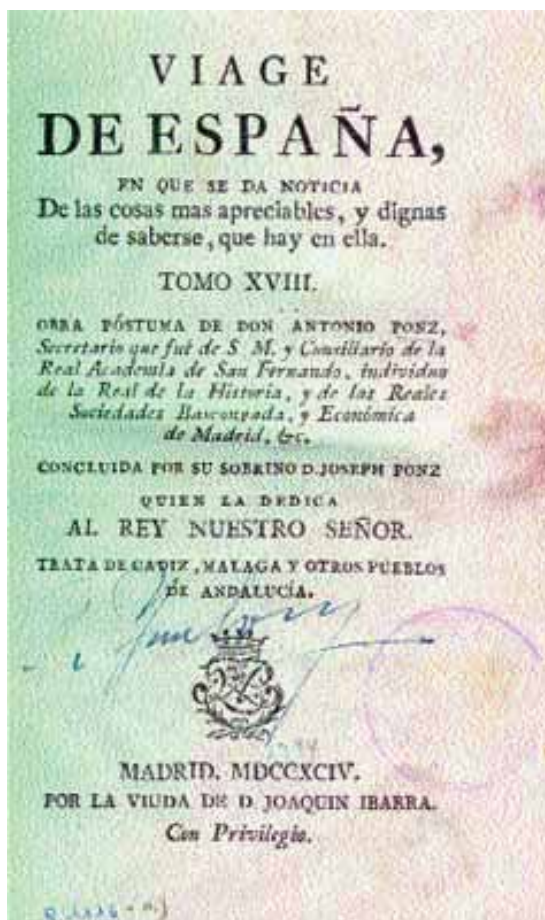 VIAGE
DE ESPAÑA,
EN QUE SE DA NOTICIA
De las cosas mas apreciables, y dignas
de saberse, que hay en ella.
TOMO XVIII.
OBRA PÓSTUMA DE DON ANTONIO PONZ,
Secretario que fué de S. M. y Conciliario de la
Real Academia de San Fernando, individuo
de la Real de la Historia, y de las Reales
Sociedades Bascongada, y Económica
de Madrid, &c.
CONCLUIDA POR SU SOBRINO D. JOSEPH PONZ
QUIEN LA DEDICA
AL REY NUESTRO SEÑOR.
TRATA DE CADIZ, MALAGA Y OTROS PUEBLOS
DE ANDALUCÍA.
MADRID. MDCCXCIV.
POR LA VIUDA DE D. JOAQUIN IBARRA.
Con Privilegio.